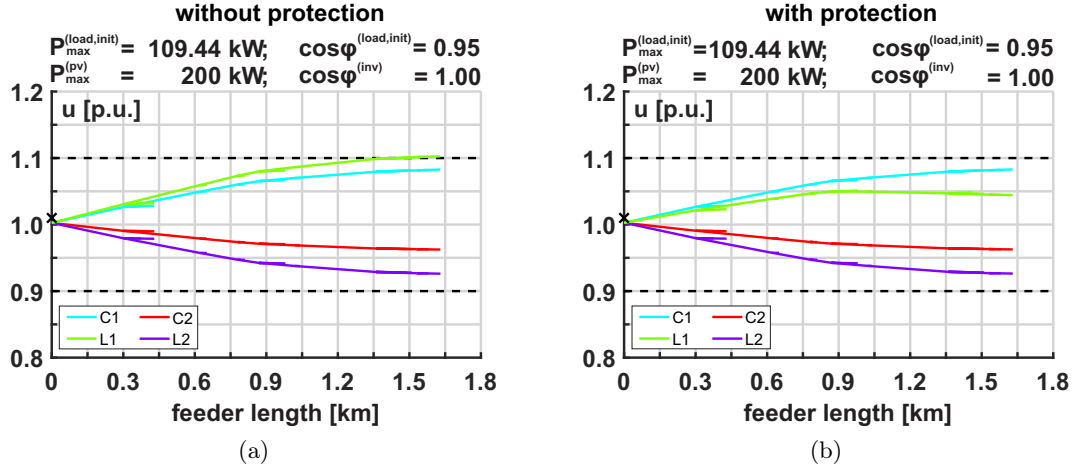 without protection
P_max^(load,init) = 109.44 kW; cosφ^(load,init) = 0.95
P_max^(pv) = 200 kW; cosφ^(inv) = 1.00
u [p.u.]
1.2
1.1
1.0
0.9
0.8
C1 C2
L1 L2
0 0.3 0.6 0.9 1.2 1.5 1.8
feeder length [km]
(a)
with protection
P_max^(load,init) =109.44 kW; cosφ^(load,init) = 0.95
P_max^(pv) = 200 kW; cosφ^(inv) = 1.00
u [p.u.]
1.2
1.1
1.0
0.9
0.8
C1 C2
L1 L2
0 0.3 0.6 0.9 1.2 1.5 1.8
feeder length [km]
(b)